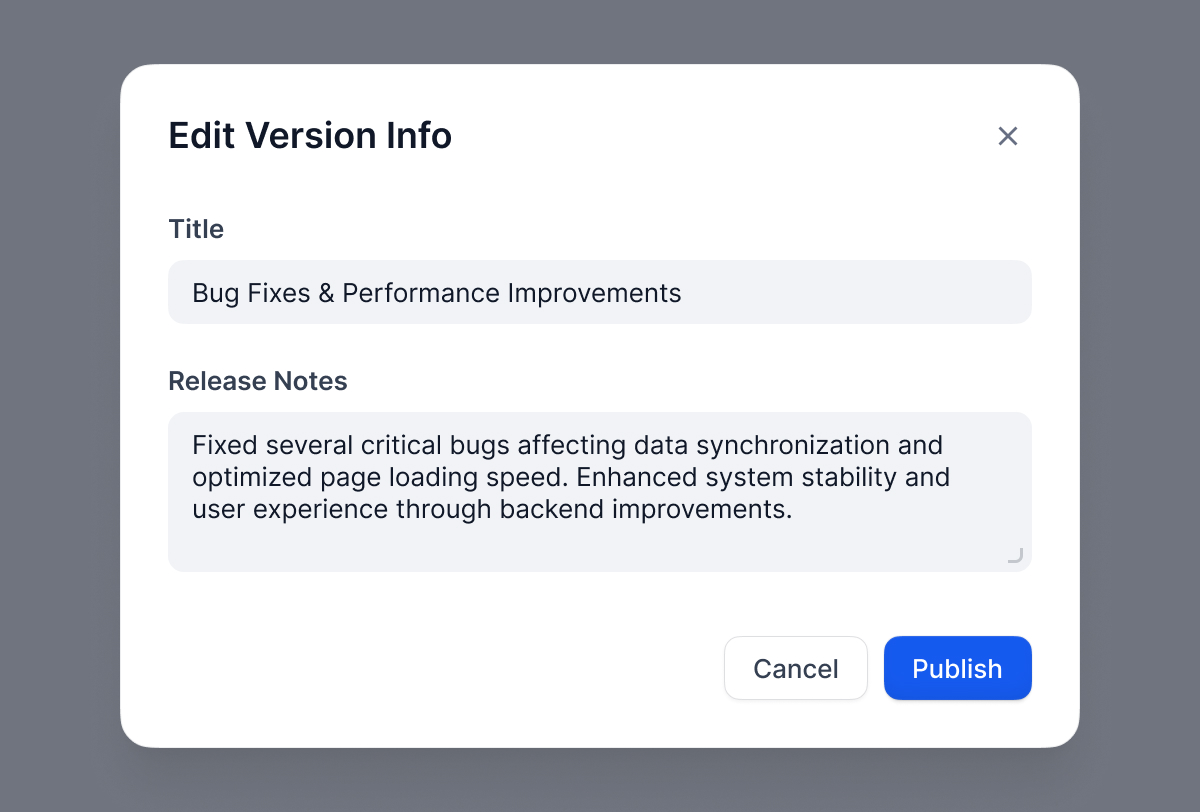 Edit Version Info
Title
Bug Fixes & Performance Improvements
Release Notes
Fixed several critical bugs affecting data synchronization and
optimized page loading speed. Enhanced system stability and
user experience through backend improvements.
Cancel
Publish